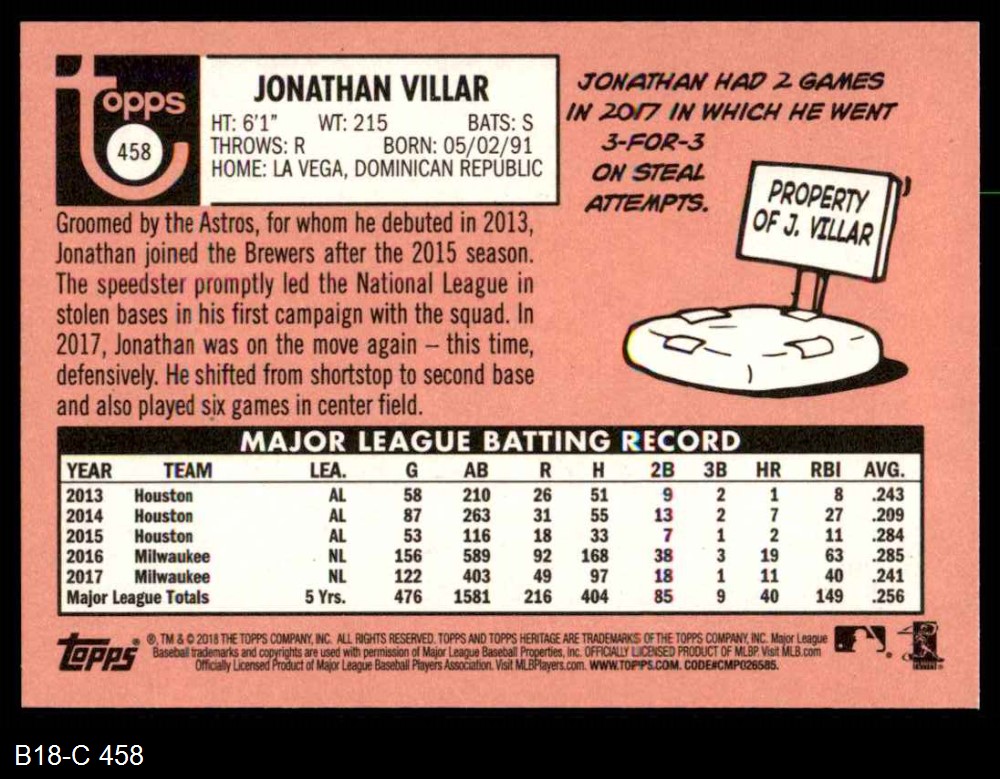 Topps
458
JONATHAN VILLAR
HT: 6'1" WT: 215 BATS: S
THROWS: R BORN: 05/02/91
HOME: LA VEGA, DOMINICAN REPUBLIC
JONATHAN HAD 2 GAMES
IN 2017 IN WHICH HE WENT
3-FOR-3
ON STEAL
ATTEMPTS.
PROPERTY
OF J. VILLAR
Groomed by the Astros, for whom he debuted in 2013,
Jonathan joined the Brewers after the 2015 season.
The speedster promptly led the National League in
stolen bases in his first campaign with the squad. In
2017, Jonathan was on the move again – this time,
defensively. He shifted from shortstop to second base
and also played six games in center field.
MAJOR LEAGUE BATTING RECORD
YEAR TEAM LEA. G AB R H 2B 3B HR RBI AVG.
2013 Houston AL 58 210 26 51 9 2 1 8 .243
2014 Houston AL 87 263 31 55 13 2 7 27 .209
2015 Houston AL 53 116 18 33 7 1 2 11 .284
2016 Milwaukee NL 156 589 92 168 38 3 19 63 .285
2017 Milwaukee NL 122 403 49 97 18 1 11 40 .241
Major League Totals 5 Yrs. 476 1581 216 404 85 9 40 149 .256
Topps ® ®, TM & © 2018 THE TOPPS COMPANY, INC. ALL RIGHTS RESERVED. TOPPS AND TOPPS HERITAGE ARE TRADEMARKS OF THE TOPPS COMPANY, INC. Major League
Baseball trademarks and copyrights are used with permission of Major League Baseball Properties, Inc. OFFICIALLY LICENSED PRODUCT OF MLBP. Visit MLB.com
Officially Licensed Product of Major League Baseball Players Association. Visit MLBPlayers.com. WWW.TOPPS.COM. CODE#CMP026585.
B18-C 458